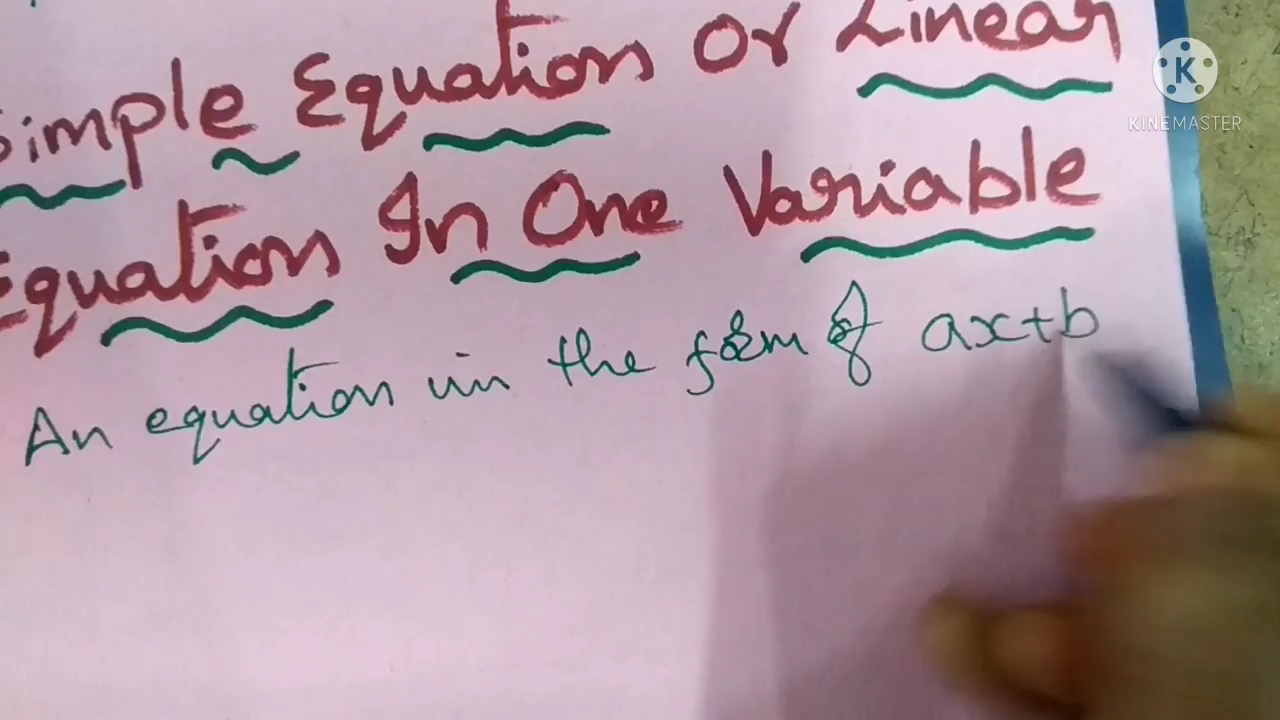 Simple Equation Or Linear
Equation In One Variable
An equation in the form of ax+b
K
KINEMASTER